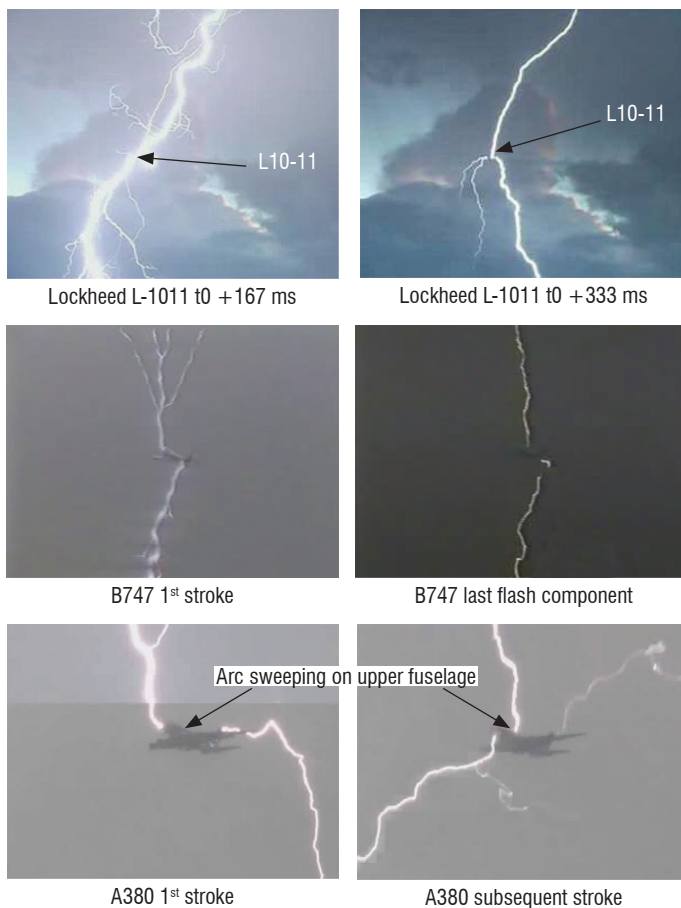 L10-11
L10-11
Lockheed L-1011 t0 +167 ms
Lockheed L-1011 t0 +333 ms
B747 1st stroke
B747 last flash component
Arc sweeping on upper fuselage
A380 1st stroke
A380 subsequent stroke